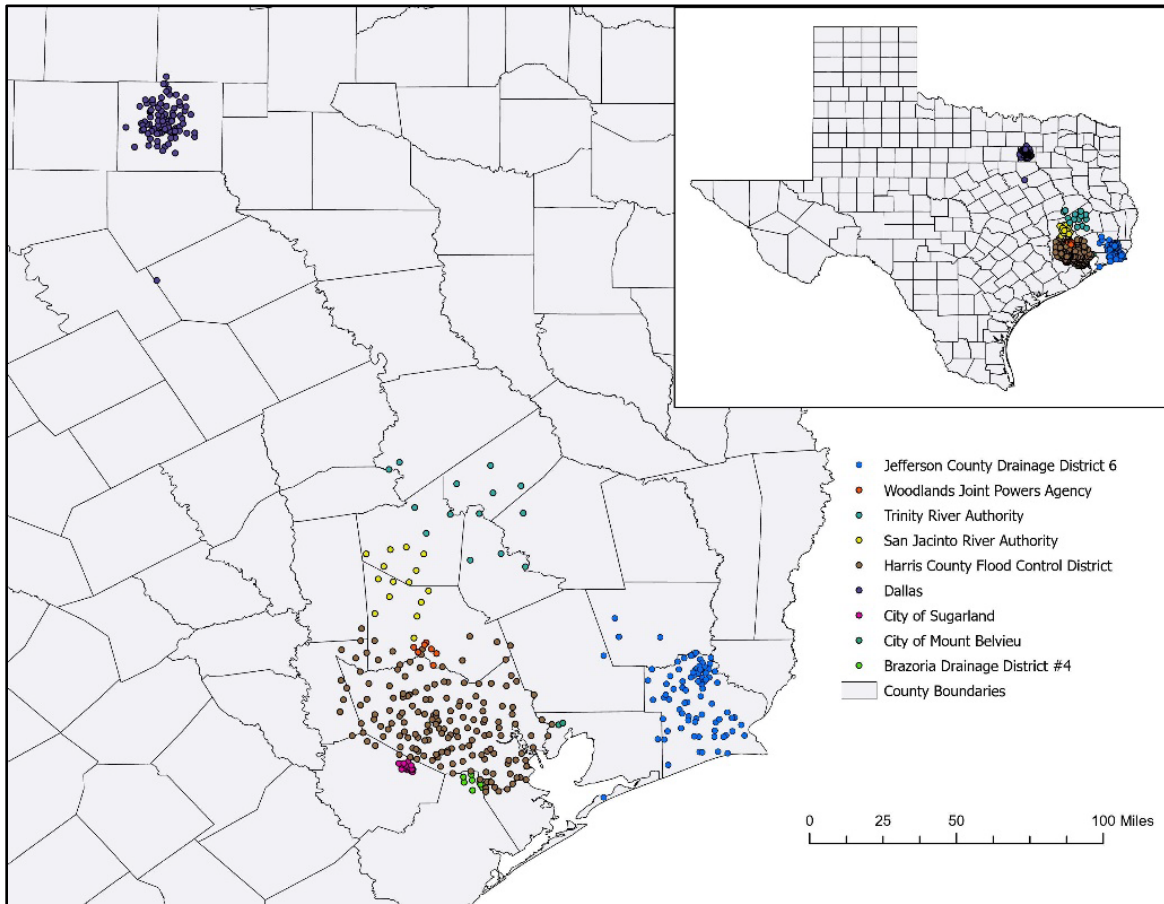 Jefferson County Drainage District 6
Woodlands Joint Powers Agency
Trinity River Authority
San Jacinto River Authority
Harris County Flood Control District
Dallas
City of Sugarland
City of Mount Belvieu
Brazoria Drainage District #4
County Boundaries
0 25 50 100 Miles